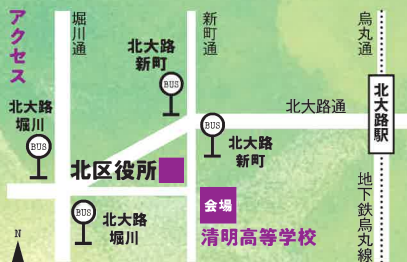 アクセス
堀川通
新町通
烏丸通
北大路
新町
BUS
北大路
堀川
BUS
北大路通
北大路駅
BUS
北大路
新町
北区役所
会場
BUS
北大路
堀川
清明高等学校
地下鉄烏丸線
N